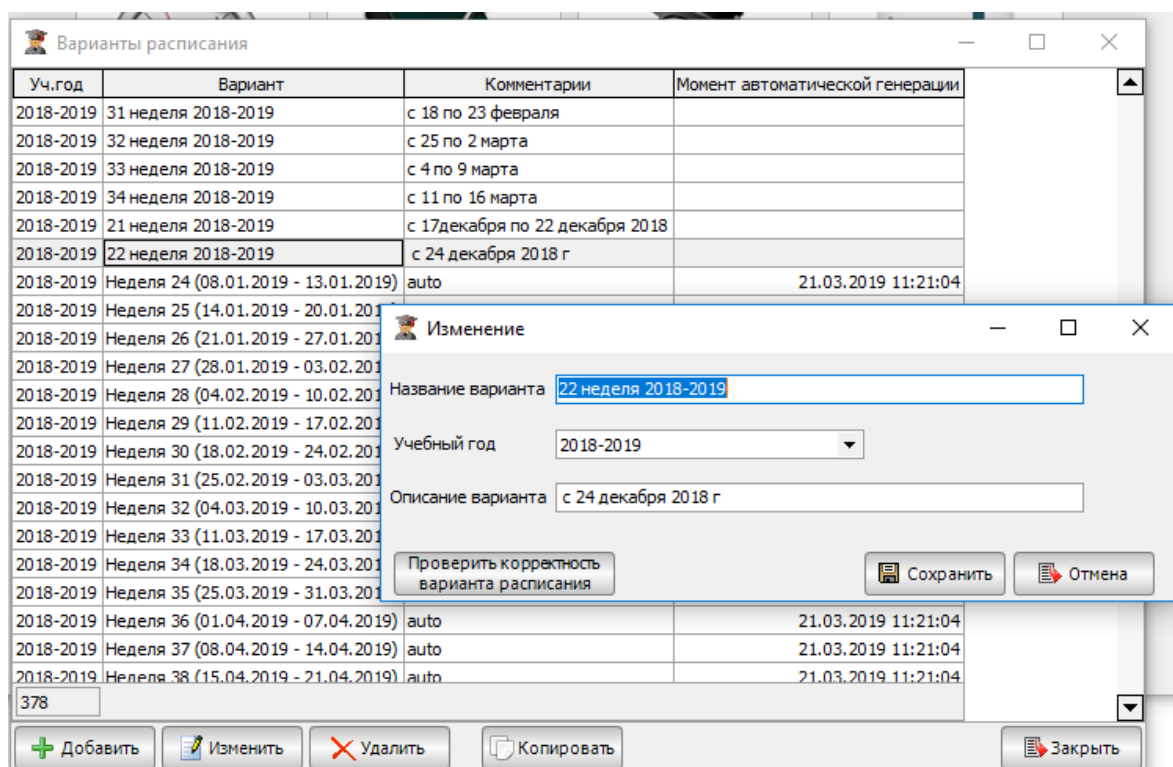 Варианты расписания
Уч.год Вариант Комментарии Момент автоматической генерации
2018-2019 31 неделя 2018-2019 с 18 по 23 февраля
2018-2019 32 неделя 2018-2019 с 25 по 2 марта
2018-2019 33 неделя 2018-2019 с 4 по 9 марта
2018-2019 34 неделя 2018-2019 с 11 по 16 марта
2018-2019 21 неделя 2018-2019 с 17декабря по 22 декабря 2018
2018-2019 22 неделя 2018-2019 с 24 декабря 2018 г
2018-2019 Неделя 24 (08.01.2019 - 13.01.2019) auto 21.03.2019 11:21:04
2018-2019 Неделя 25 (14.01.2019 - 20.01.201
2018-2019 Неделя 26 (21.01.2019 - 27.01.201
2018-2019 Неделя 27 (28.01.2019 - 03.02.201
2018-2019 Неделя 28 (04.02.2019 - 10.02.201
2018-2019 Неделя 29 (11.02.2019 - 17.02.201
2018-2019 Неделя 30 (18.02.2019 - 24.02.201
2018-2019 Неделя 31 (25.02.2019 - 03.03.201
2018-2019 Неделя 32 (04.03.2019 - 10.03.201
2018-2019 Неделя 33 (11.03.2019 - 17.03.201
2018-2019 Неделя 34 (18.03.2019 - 24.03.201
2018-2019 Неделя 35 (25.03.2019 - 31.03.201
2018-2019 Неделя 36 (01.04.2019 - 07.04.2019) auto 21.03.2019 11:21:04
2018-2019 Неделя 37 (08.04.2019 - 14.04.2019) auto 21.03.2019 11:21:04
2018-2019 Неделя 38 (15.04.2019 - 21.04.2019) auto 21.03.2019 11:21:04
378
Добавить Изменить Удалить Копировать Закрыть
Изменение
Название варианта 22 неделя 2018-2019
Учебный год 2018-2019
Описание варианта с 24 декабря 2018 г
Проверить корректность
варианта расписания
Сохранить Отмена